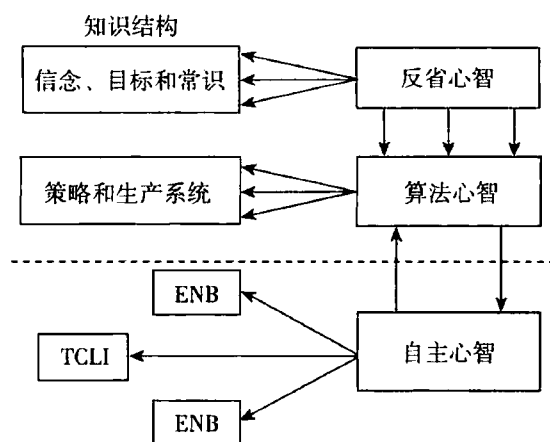 知识结构
信念、目标和常识
反省心智
策略和生产系统
算法心智
ENB
TCLI
自主心智
ENB